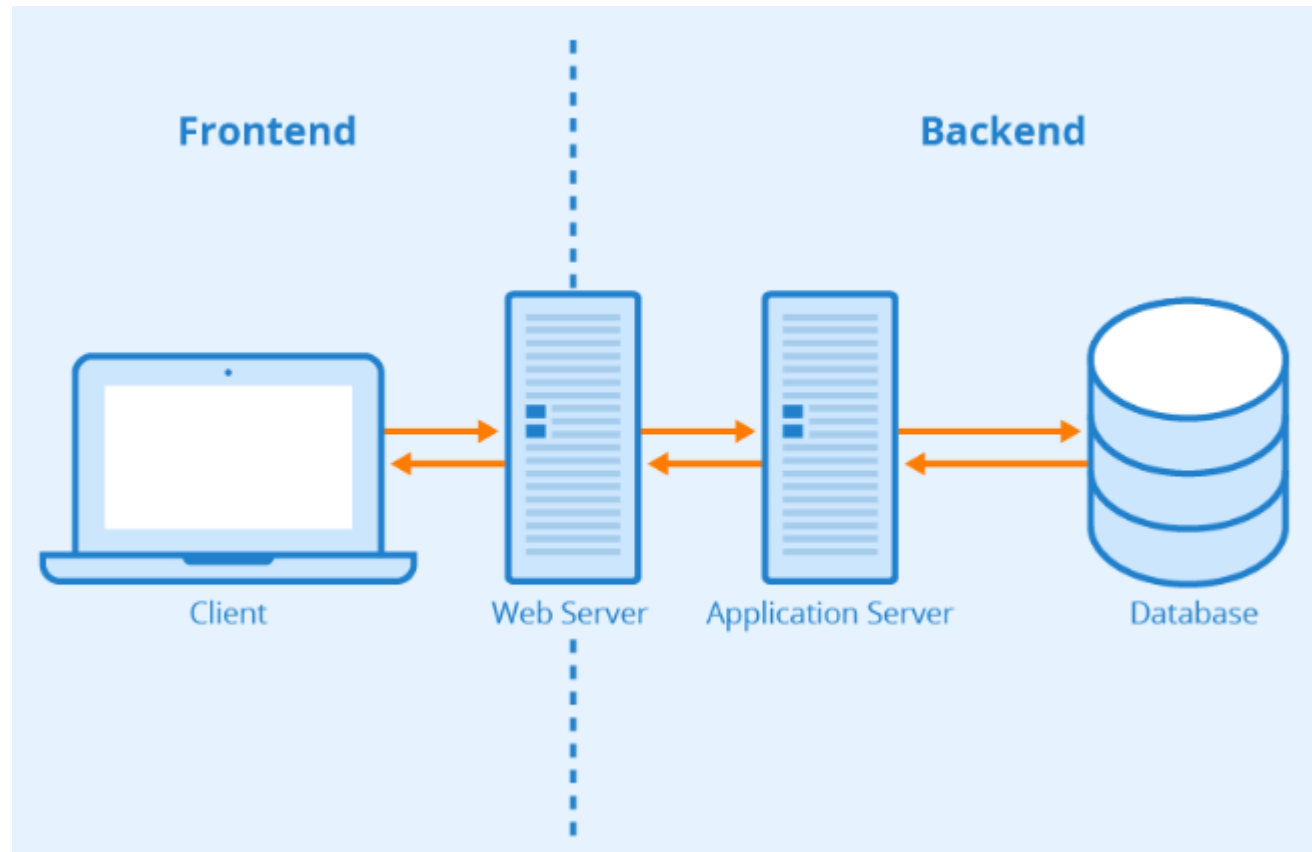 Frontend
Backend
Client
Web Server
Application Server
Database